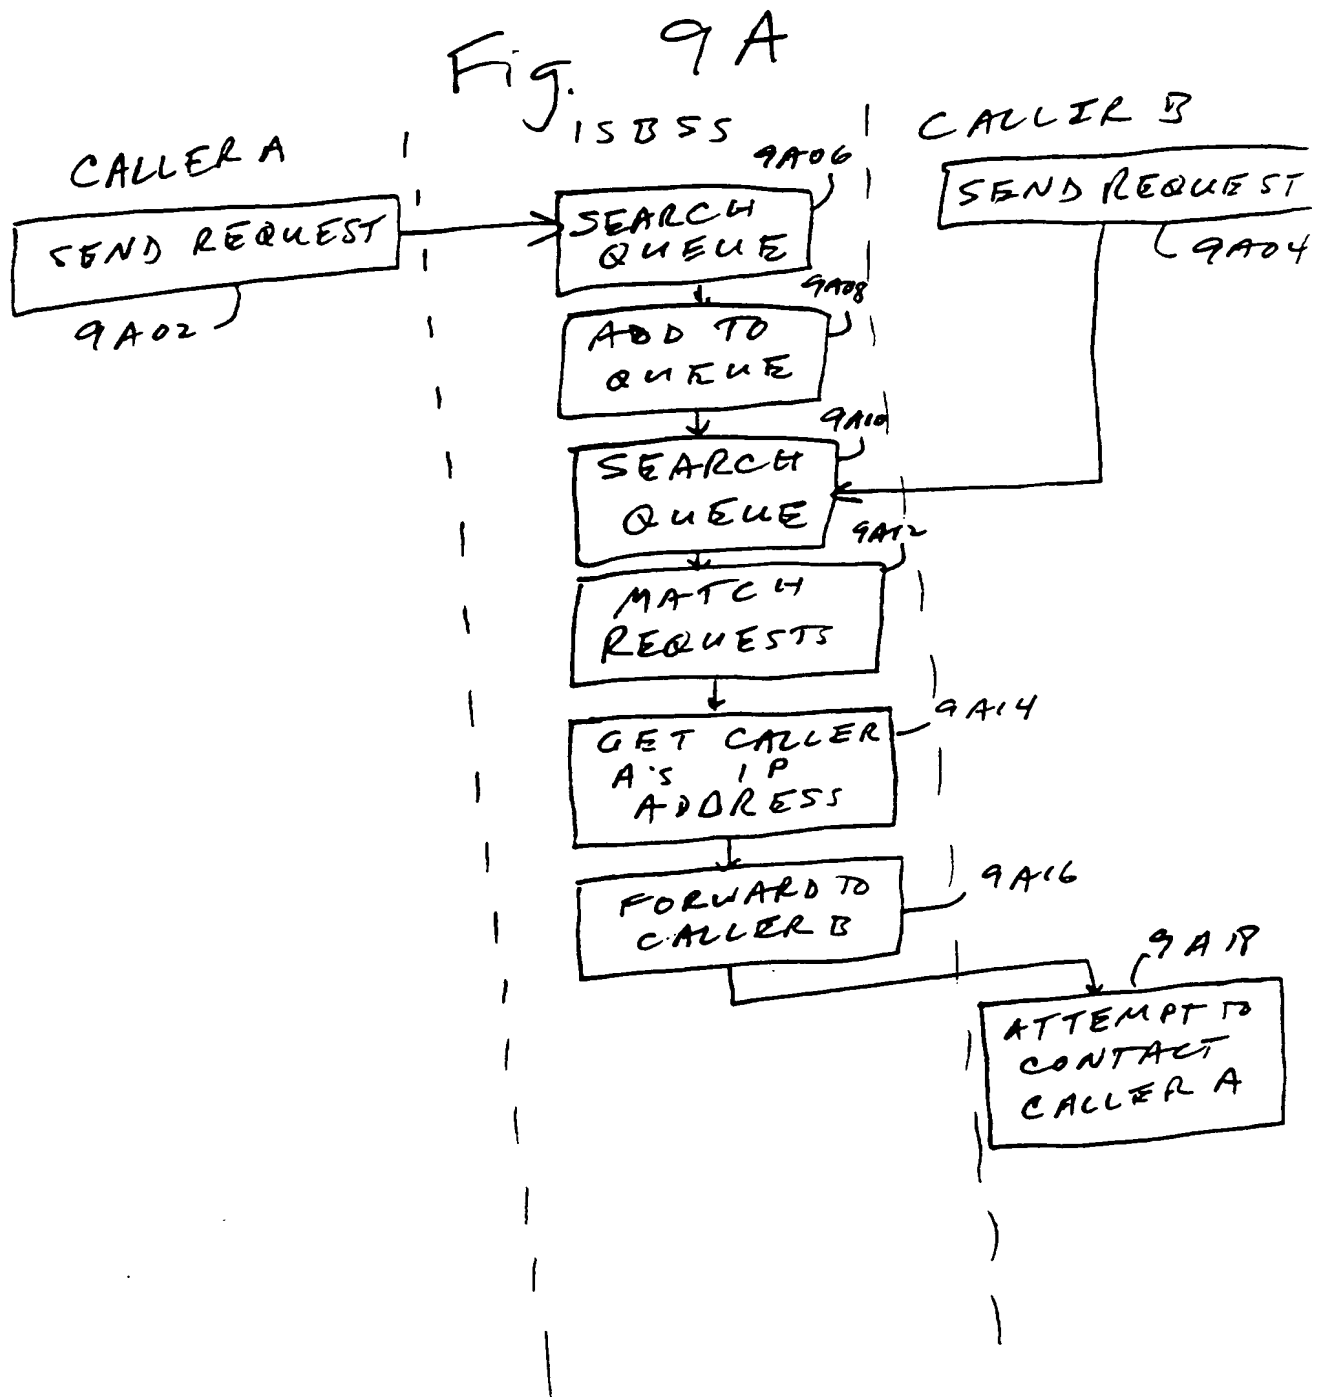 Fig. 9A
CALLER A
ISBSS
CALLER B
SEND REQUEST
9A02
9A06
SEARCH
QUEUE
SEND REQUEST
9A04
9A08
ADD TO
QUEUE
9A10
SEARCH
QUEUE
9A12
MATCH
REQUESTS
9A14
GET CALLER
A's IP
ADDRESS
9A16
FORWARD TO
CALLER B
9A18
ATTEMPT TO
CONTACT
CALLER A